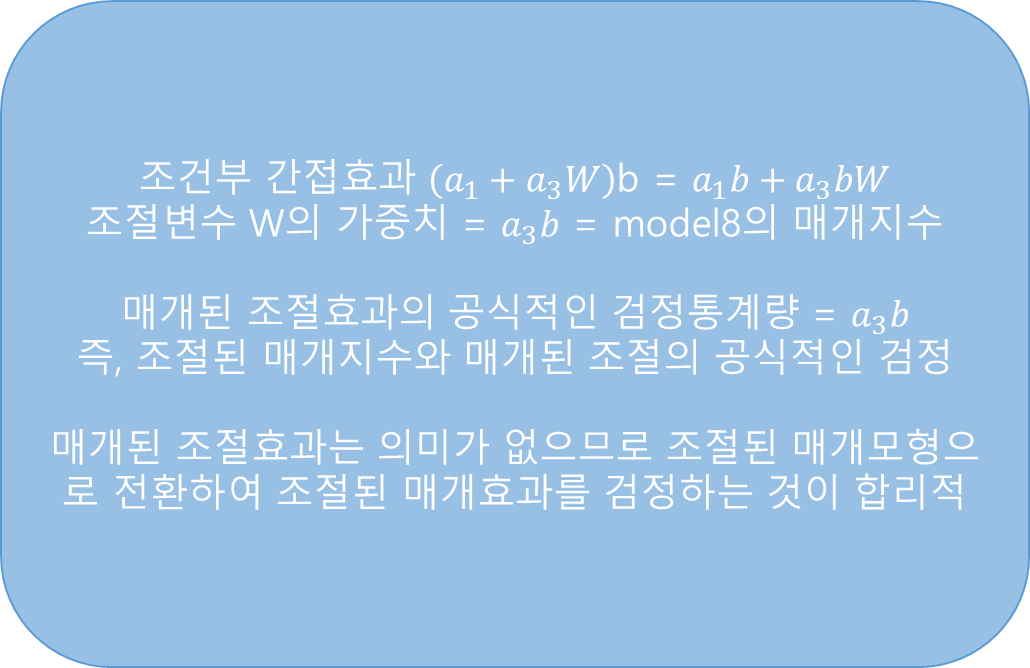 조건부 간접효과 (a₁ + a₃W)b = a₁b + a₃bW
조절변수 W의 가중치 = a₃b = model8의 매개지수
매개된 조절효과의 공식적인 검정통계량 = a₃b
즉, 조절된 매개지수와 매개된 조절의 공식적인 검정
매개된 조절효과는 의미가 없으므로 조절된 매개모형으
로 전환하여 조절된 매개효과를 검정하는 것이 합리적